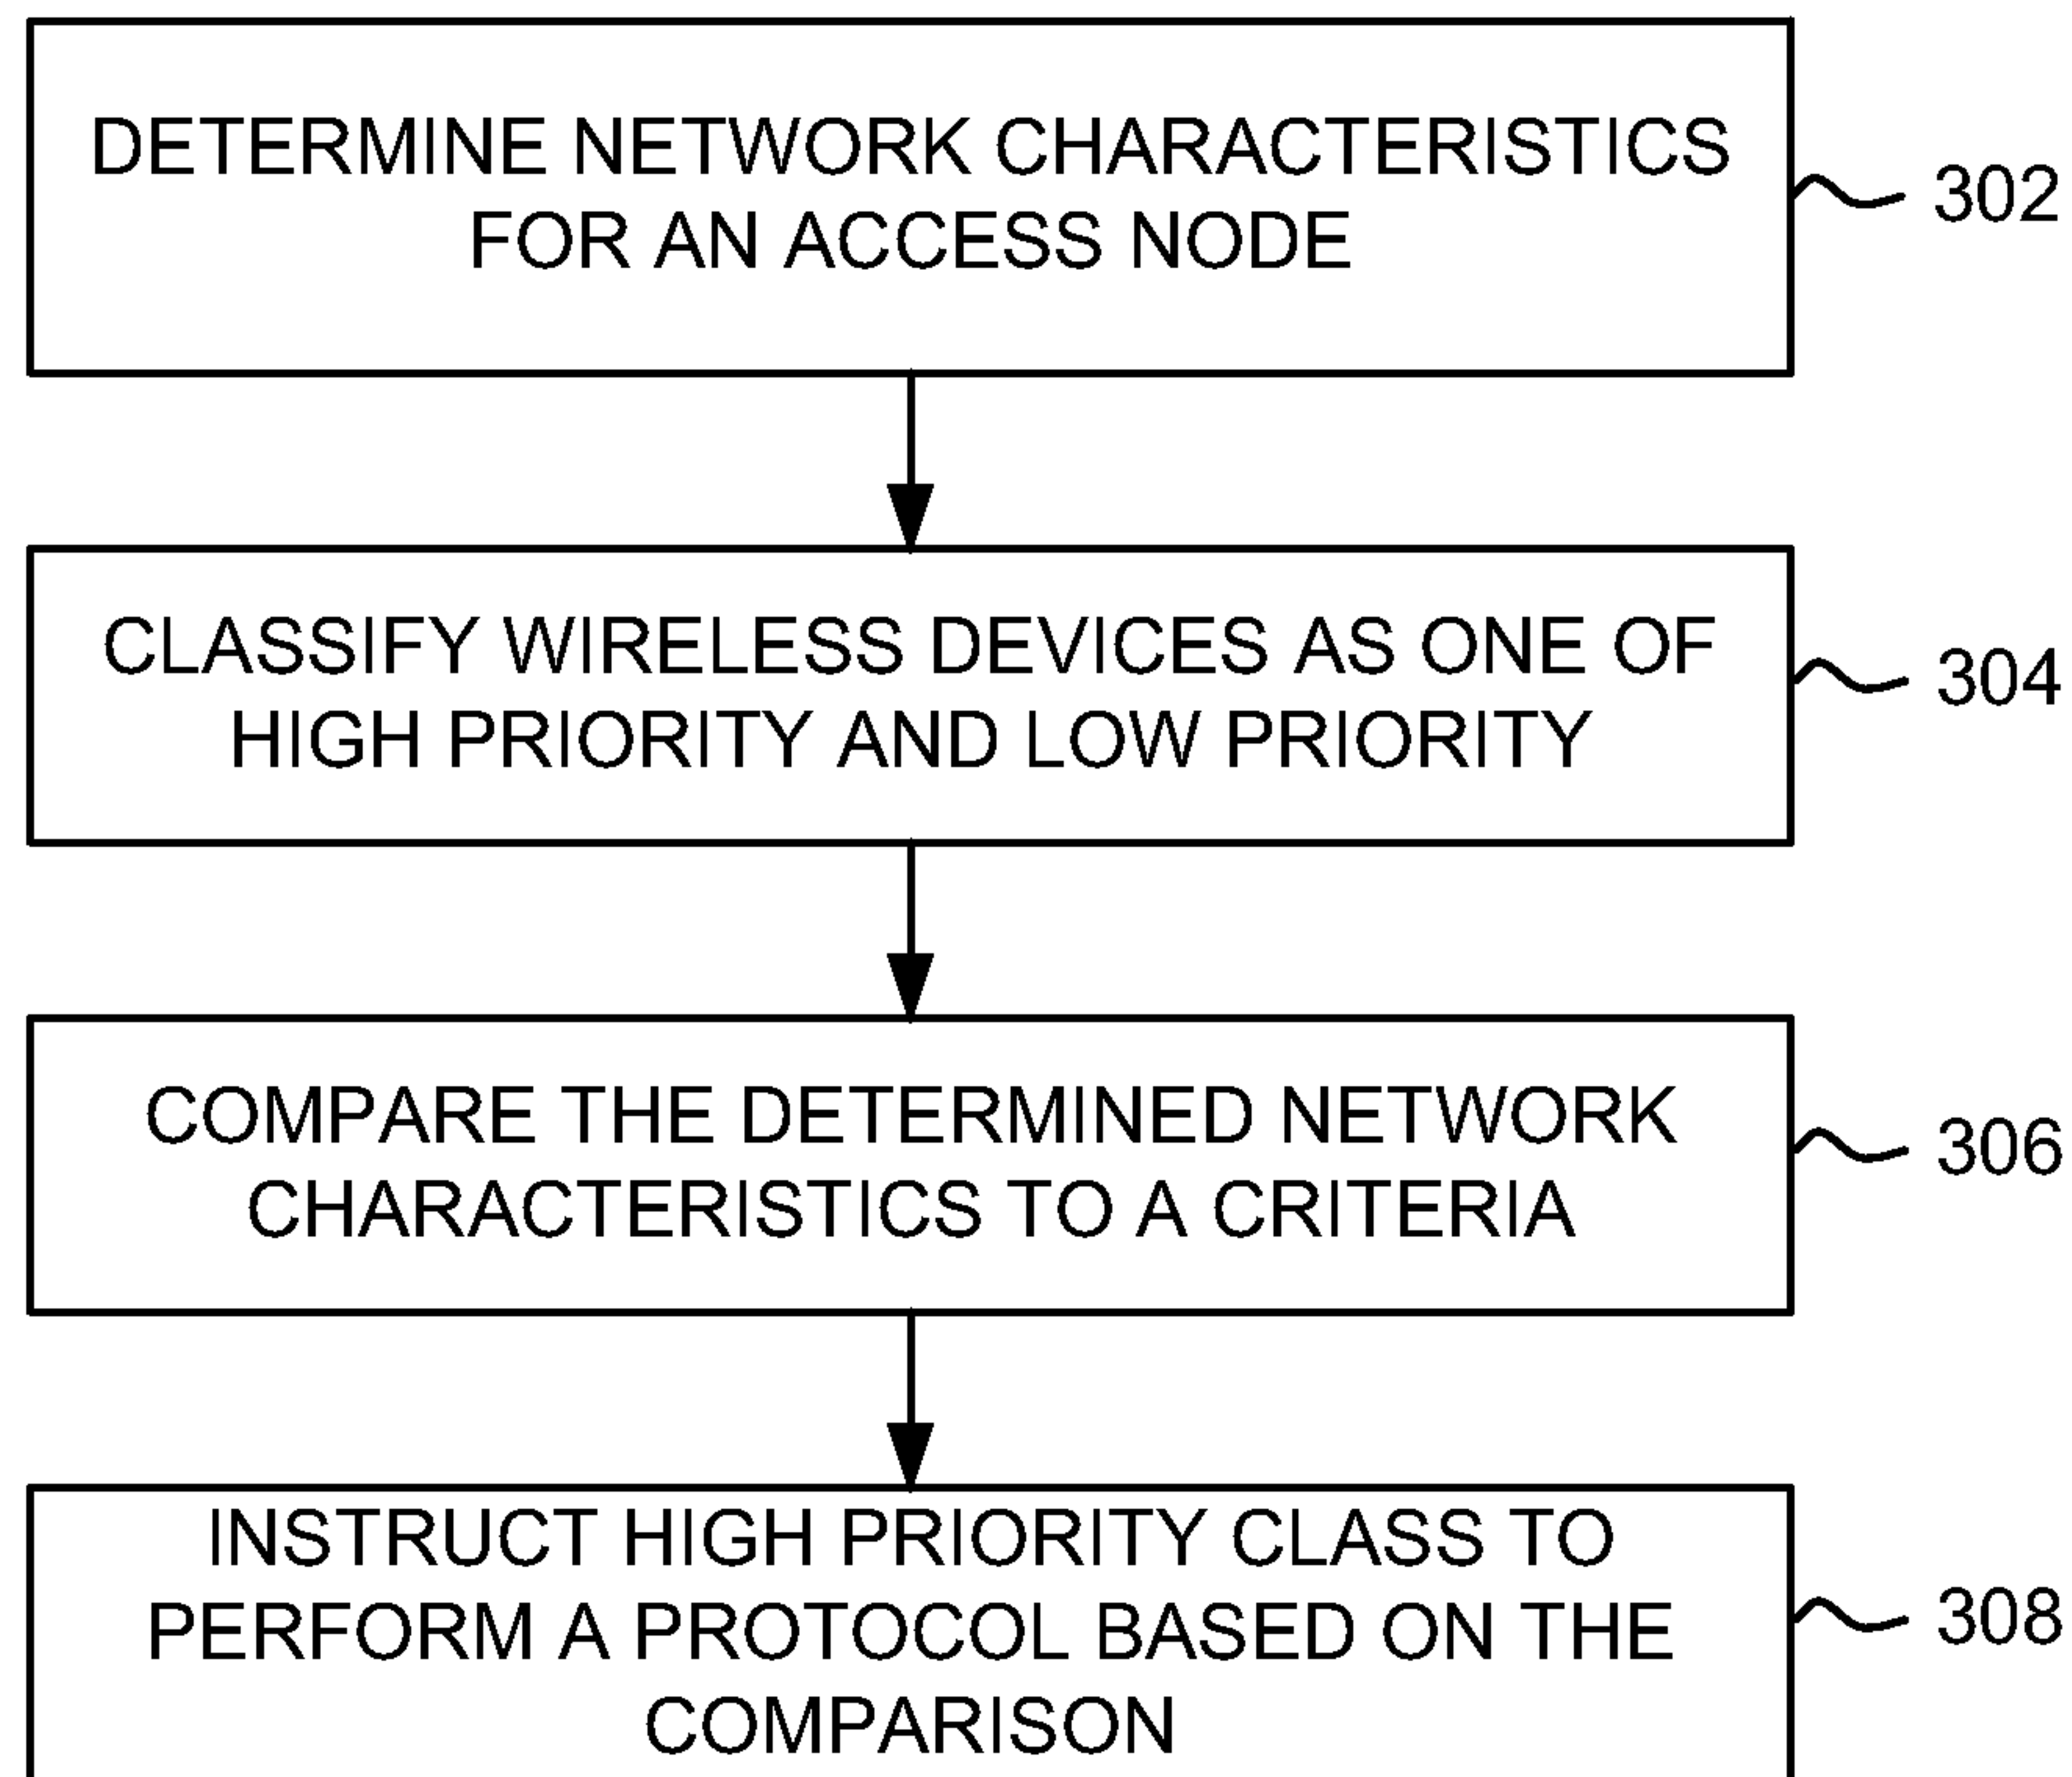 DETERMINE NETWORK CHARACTERISTICS
FOR AN ACCESS NODE
302
CLASSIFY WIRELESS DEVICES AS ONE OF
HIGH PRIORITY AND LOW PRIORITY
304
COMPARE THE DETERMINED NETWORK
CHARACTERISTICS TO A CRITERIA
306
INSTRUCT HIGH PRIORITY CLASS TO
PERFORM A PROTOCOL BASED ON THE
COMPARISON
308